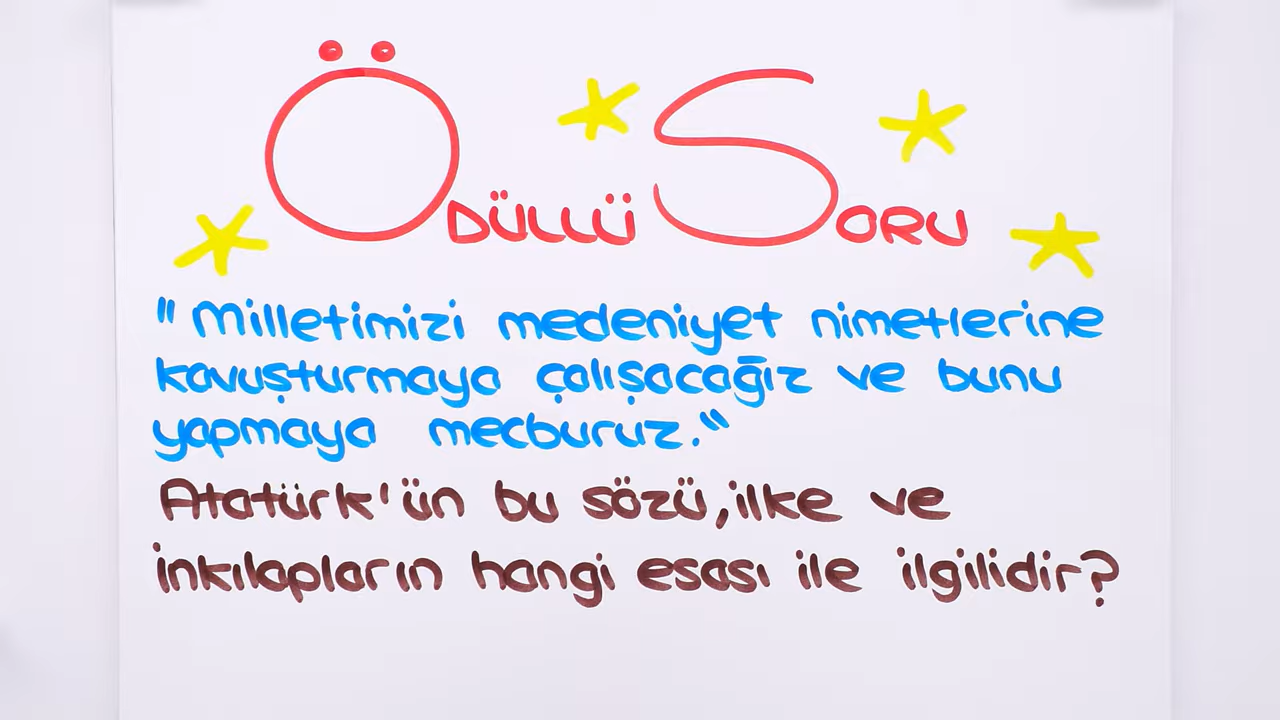 ÖDÜLLÜ SORU
"Milletimizi medeniyet nimetlerine
kavuşturmaya çalışacağız ve bunu
yapmaya mecburuz."
Atatürk'ün bu sözü, ilke ve
inkılapların hangi esası ile ilgilidir?